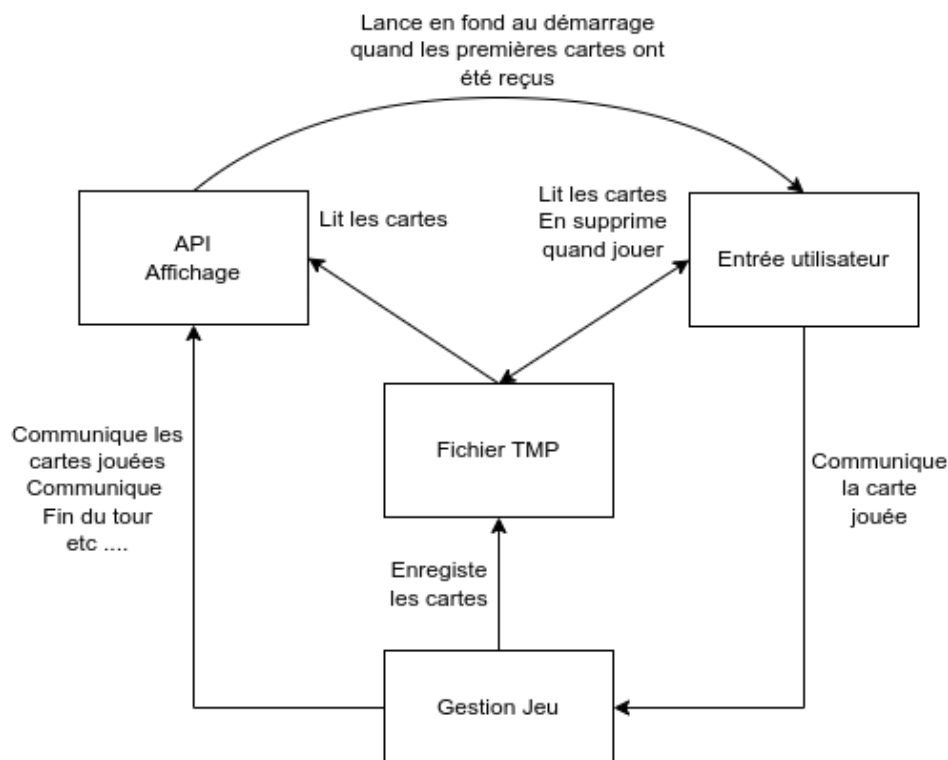 Lance en fond au démarrage
quand les premières cartes ont
été reçus
Lit les cartes
Lit les cartes
En supprime
quand jouer
API
Affichage
Entrée utilisateur
Fichier TMP
Communique les
cartes jouées
Communique
Fin du tour
etc ....
Communique
la carte
jouée
Enregiste
les cartes
Gestion Jeu